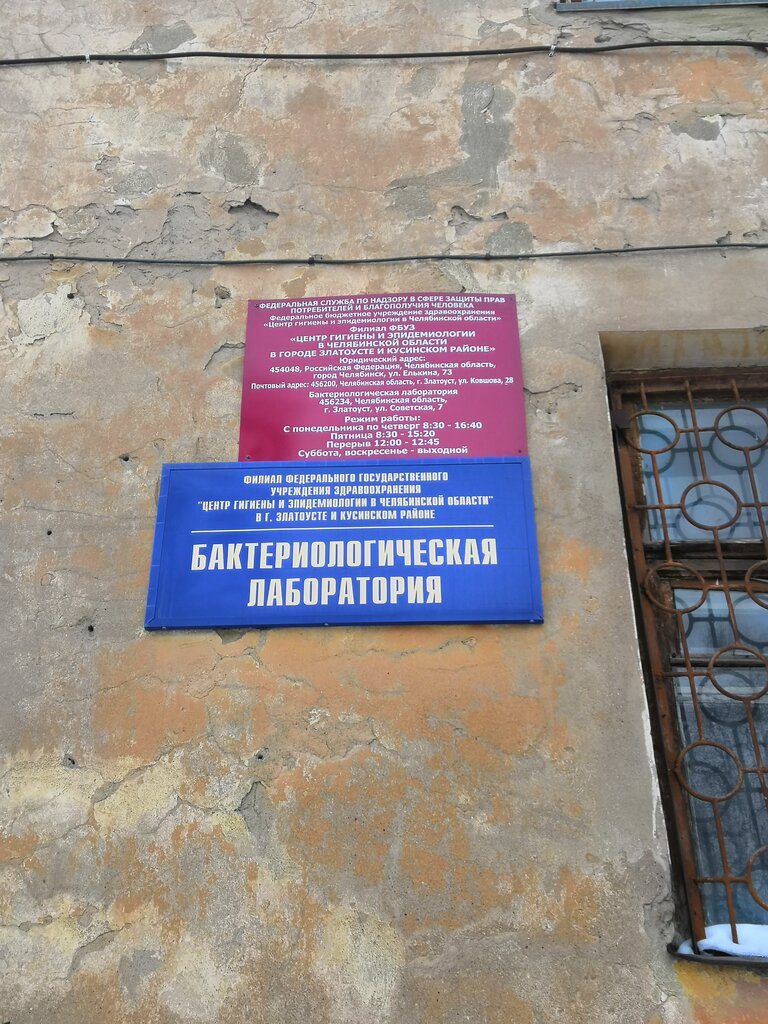 ФЕДЕРАЛЬНАЯ СЛУЖБА ПО НАДЗОРУ В СФЕРЕ ЗАЩИТЫ ПРАВ
ПОТРЕБИТЕЛЕЙ И БЛАГОПОЛУЧИЯ ЧЕЛОВЕКА
Федеральное бюджетное учреждение здравоохранения
«Центр гигиены и эпидемиологии в Челябинской области»
Филиал ФБУЗ
«ЦЕНТР ГИГИЕНЫ И ЭПИДЕМИОЛОГИИ
В ЧЕЛЯБИНСКОЙ ОБЛАСТИ
В ГОРОДЕ ЗЛАТОУСТЕ И КУСИНСКОМ РАЙОНЕ»
Юридический адрес:
454048, Российская Федерация, Челябинская область,
город Челябинск, ул. Елькина, 73
Почтовый адрес: 456200, Челябинская область, г. Златоуст, ул. Ковшова, 28
Бактериологическая лаборатория
456234, Челябинская область,
г. Златоуст, ул. Советская, 7
Режим работы:
С понедельника по четверг 8:30 - 16:40
Пятница 8:30 - 15:20
Перерыв 12:00 - 12:45
Суббота, воскресенье - выходной
ФИЛИАЛ ФЕДЕРАЛЬНОГО ГОСУДАРСТВЕННОГО
УЧРЕЖДЕНИЯ ЗДРАВООХРАНЕНИЯ
"ЦЕНТР ГИГИЕНЫ И ЭПИДЕМИОЛОГИИ В ЧЕЛЯБИНСКОЙ ОБЛАСТИ"
В Г. ЗЛАТОУСТЕ И КУСИНСКОМ РАЙОНЕ
БАКТЕРИОЛОГИЧЕСКАЯ
ЛАБОРАТОРИЯ